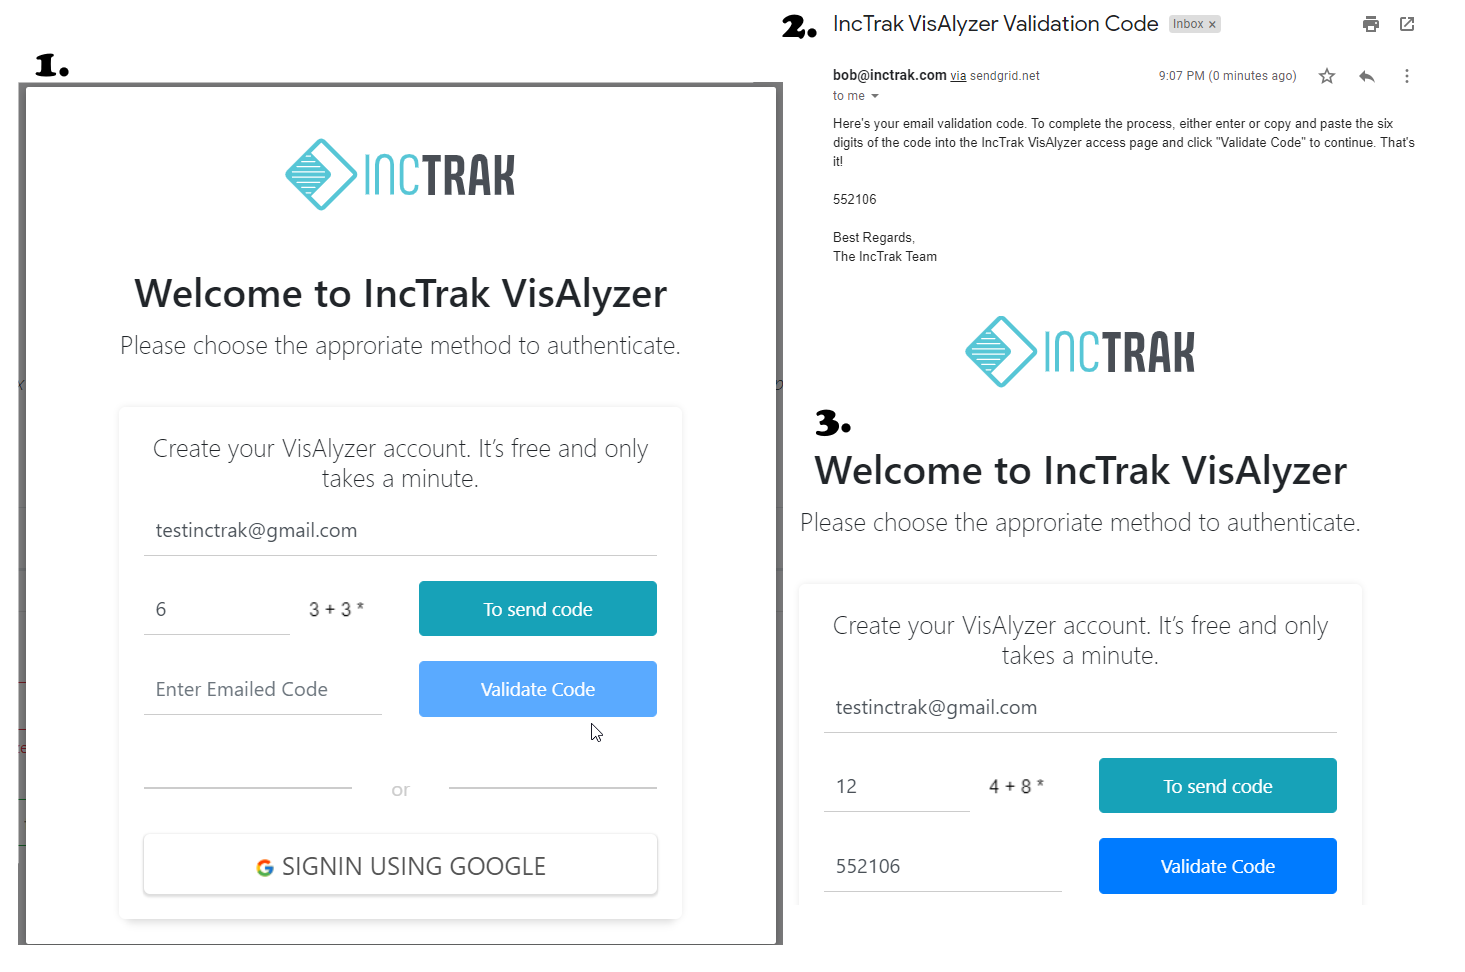 1.
INCTRAK
Welcome to IncTrak VisAlyzer
Please choose the approriate method to authenticate.
Create your VisAlyzer account. It's free and only
takes a minute.
testinctrak@gmail.com
6 3 + 3 * To send code
Enter Emailed Code Validate Code
or
SIGNIN USING GOOGLE
2. IncTrak VisAlyzer Validation Code Inbox ×
bob@inctrak.com via sendgrid.net 9:07 PM (0 minutes ago)
to me
Here's your email validation code. To complete the process, either enter or copy and paste the six
digits of the code into the IncTrak VisAlyzer access page and click "Validate Code" to continue. That's
it!
552106
Best Regards,
The IncTrak Team
INCTRAK
3.
Welcome to IncTrak VisAlyzer
Please choose the approriate method to authenticate.
Create your VisAlyzer account. It's free and only
takes a minute.
testinctrak@gmail.com
12 4 + 8 * To send code
552106 Validate Code